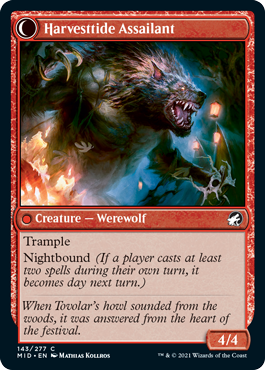 Harvesttide Assailant
Creature — Werewolf
Trample
Nightbound (If a player casts at least
two spells during their own turn, it
becomes day next turn.)
When Tovolar's howl sounded from the
woods, it was answered from the heart of
the festival.
4/4
143/277 C
MID • EN Mathias Kollros
™ & © 2021 Wizards of the Coast